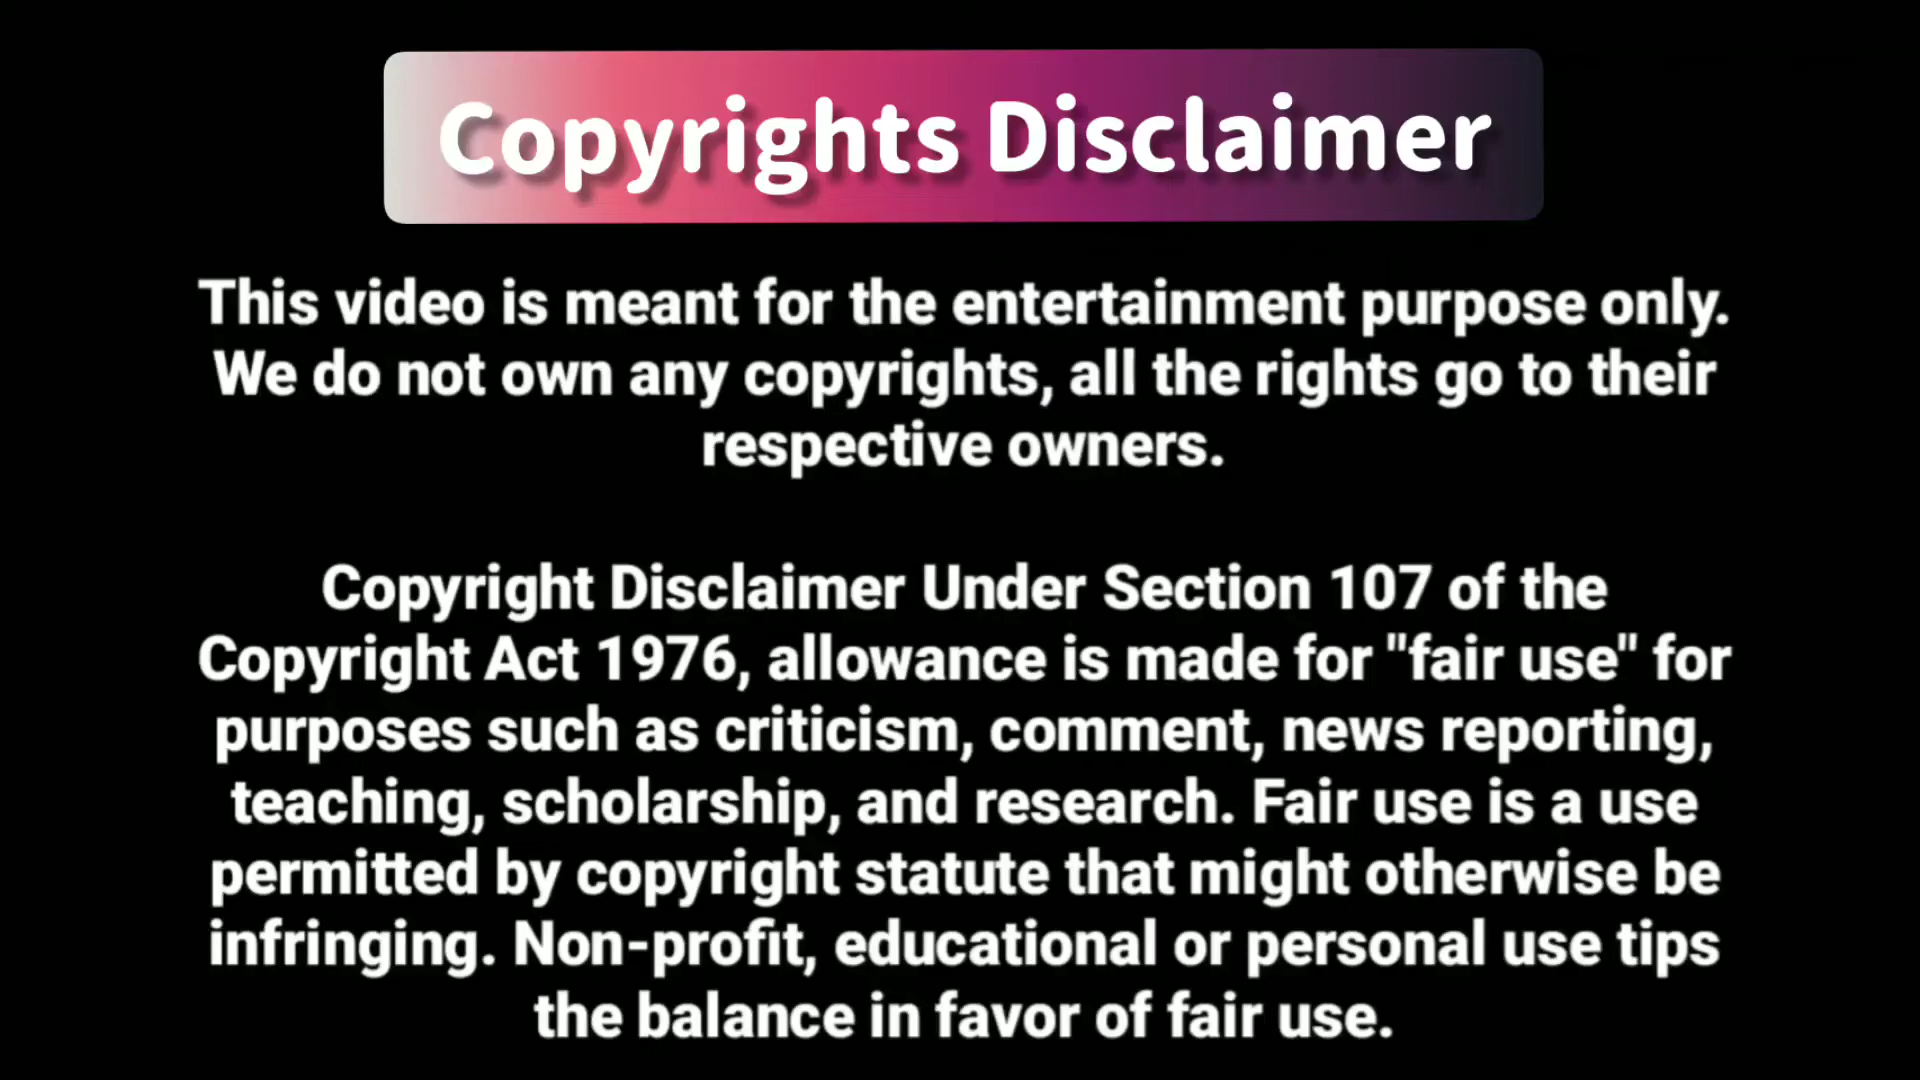 Copyrights Disclaimer
This video is meant for the entertainment purpose only.
We do not own any copyrights, all the rights go to their
respective owners.
Copyright Disclaimer Under Section 107 of the
Copyright Act 1976, allowance is made for "fair use" for
purposes such as criticism, comment, news reporting,
teaching, scholarship, and research. Fair use is a use
permitted by copyright statute that might otherwise be
infringing. Non-profit, educational or personal use tips
the balance in favor of fair use.